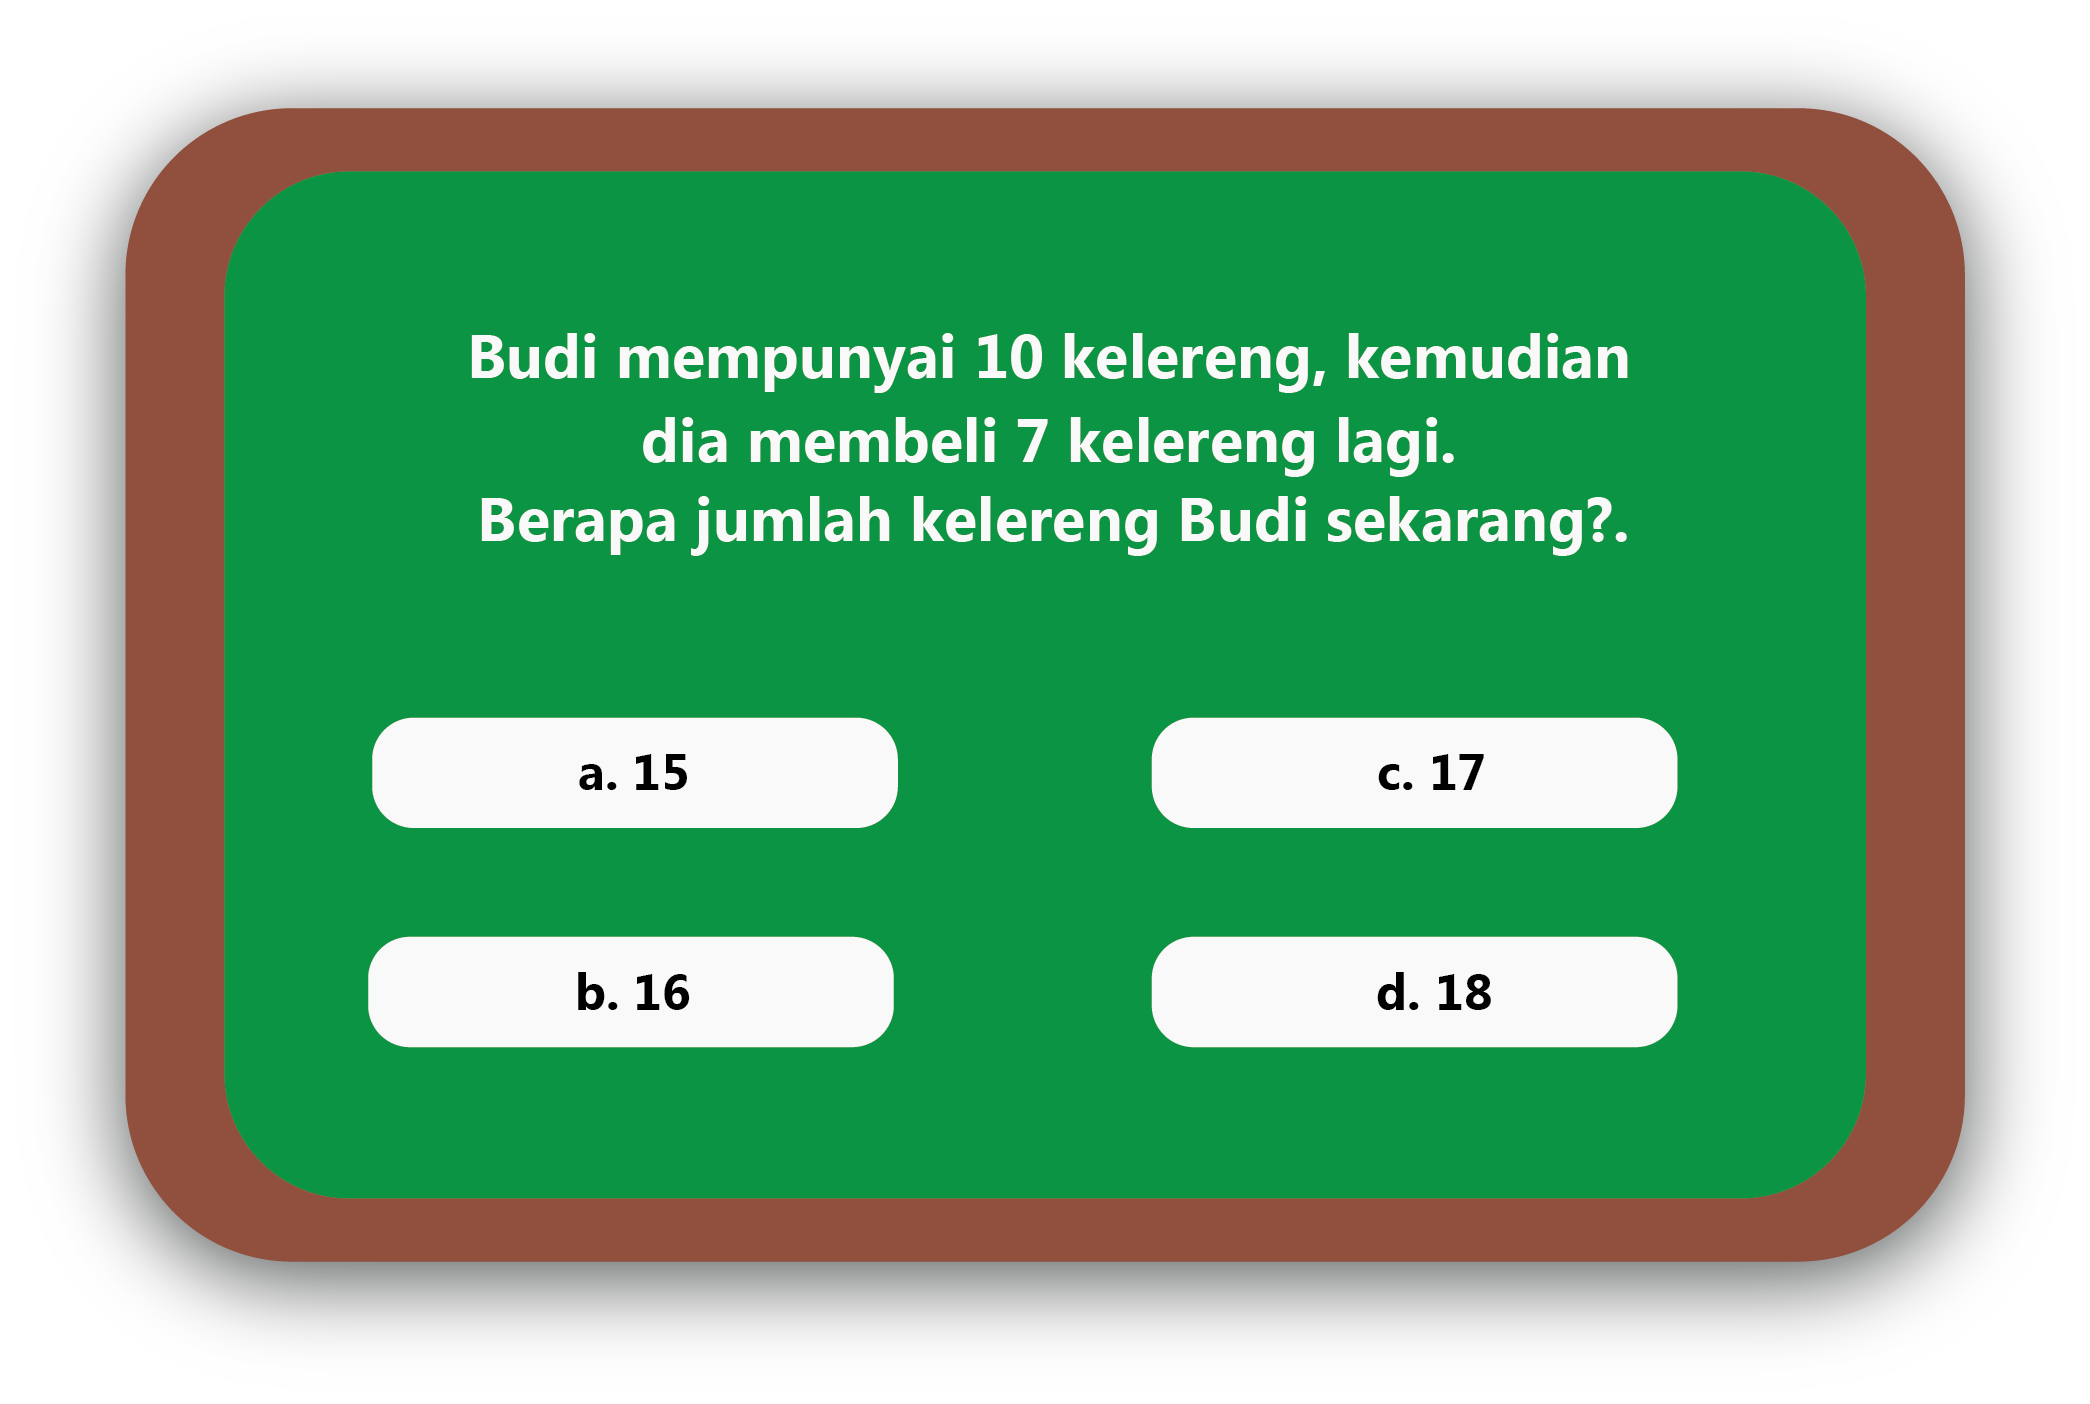 Budi mempunyai 10 kelereng, kemudian
dia membeli 7 kelereng lagi.
Berapa jumlah kelereng Budi sekarang?.
a. 15
c. 17
b. 16
d. 18